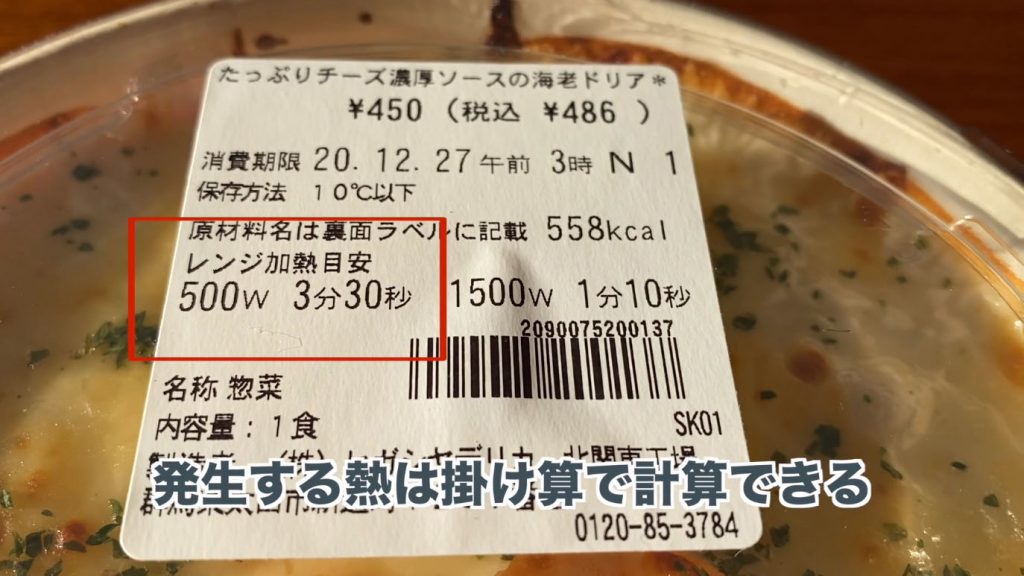 たっぷりチーズ濃厚ソースの海老ドリア*
¥450 (税込 ¥486 )
消費期限 20.12.27午前 3時 N 1
保存方法 10℃以下
原材料名は裏面ラベルに記載 558kcal
レンジ加熱目安
500W 3分30秒 1500W 1分10秒
2090075200137
名称 惣菜
内容量:1食
SK01
発生する熱は掛け算で計算できる
0120-85-3784